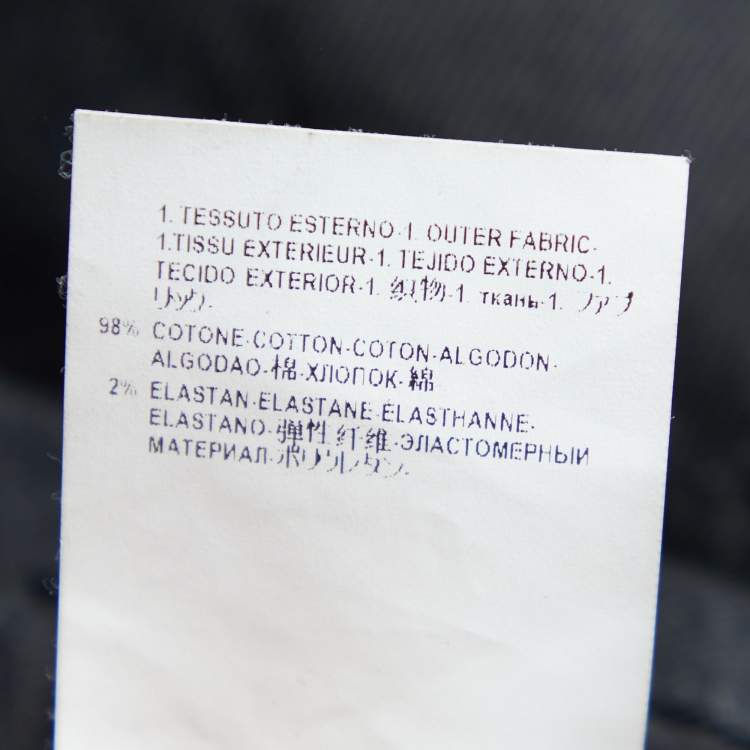 1. TESSUTO ESTERNO-1. OUTER FABRIC-
1.TISSU EXTERIEUR-1. TEJIDO EXTERNO-1.
TECIDO EXTERIOR-1. 织物-1. ткань-1. ファブ
リック-
98% COTONE-COTTON-COTON-ALGODON-
ALGODAO-棉-ХЛОПОК-綿
2% ELASTAN-ELASTANE-ELASTHANNE-
ELASTANO-弹性纤维-ЭЛАСТОМЕРНЫЙ
МАТЕРИАЛ-ポリウレタン-